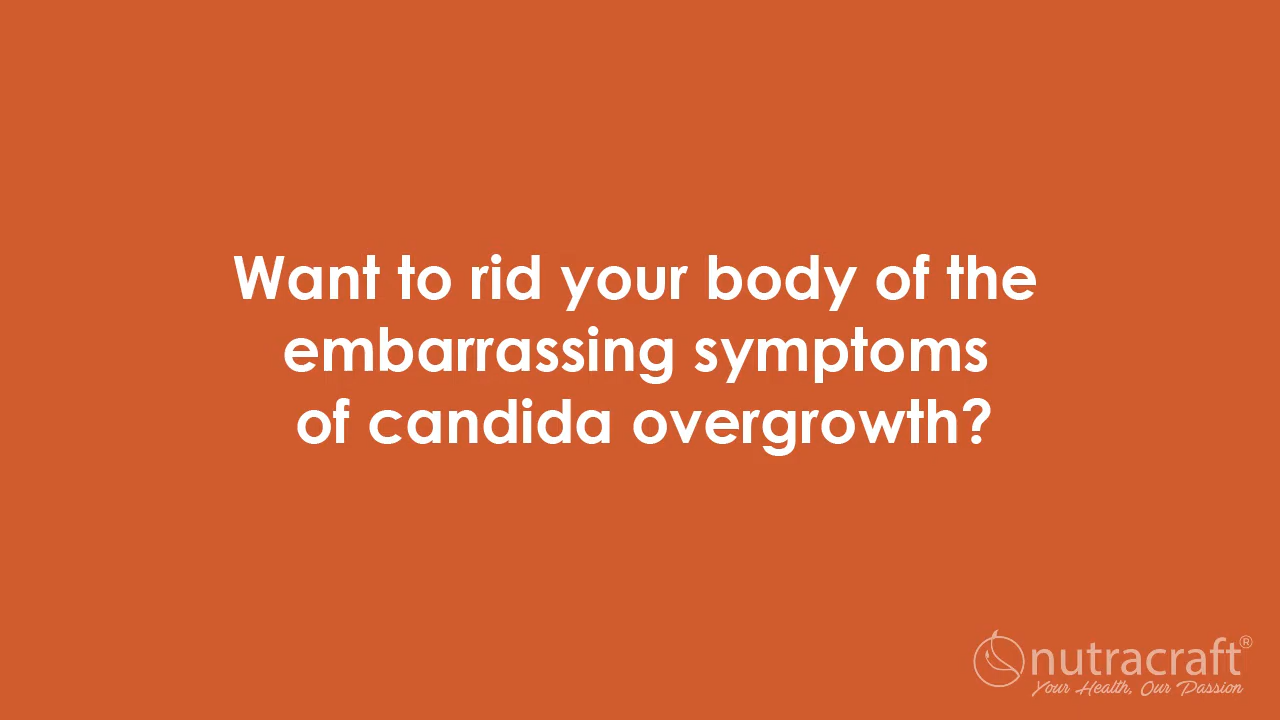 Want to rid your body of the
embarrassing symptoms
of candida overgrowth?
nutracraft®
Your Health, Our Passion